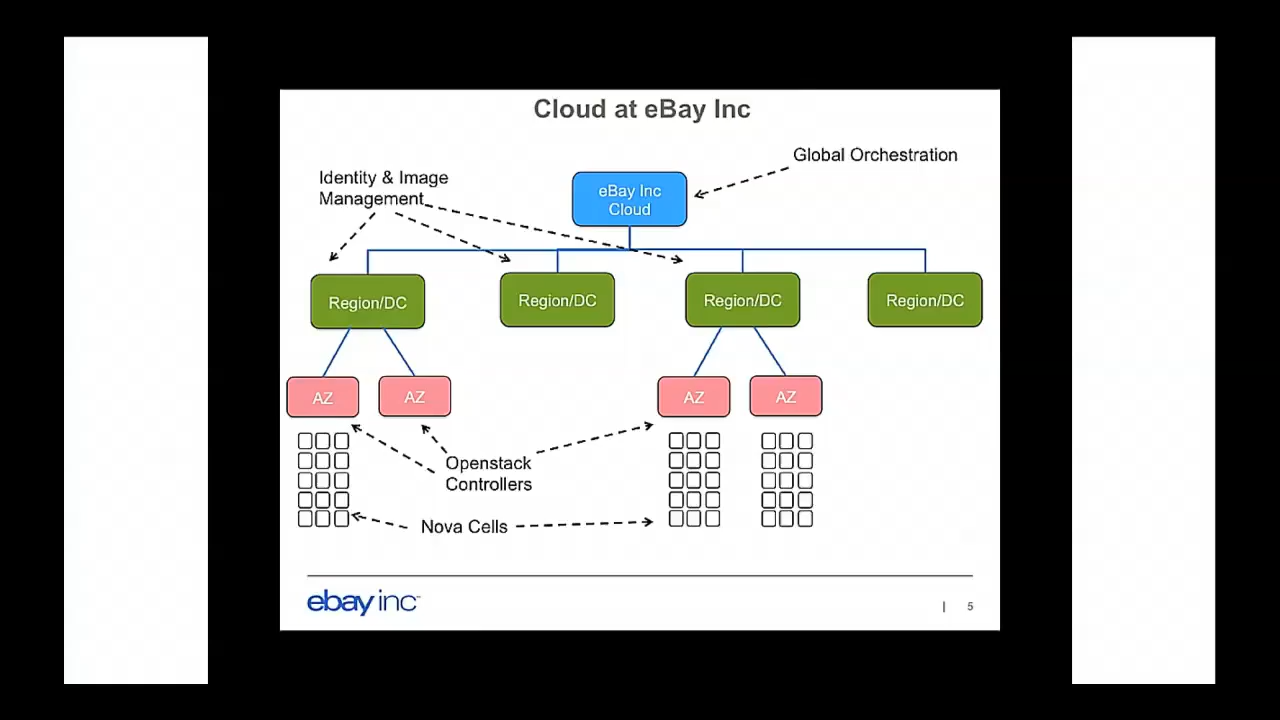 Cloud at eBay Inc
Global Orchestration
Identity & Image
Management
eBay Inc
Cloud
Region/DC
Region/DC
Region/DC
Region/DC
AZ
AZ
AZ
AZ
Openstack
Controllers
Nova Cells
ebay inc
| 5